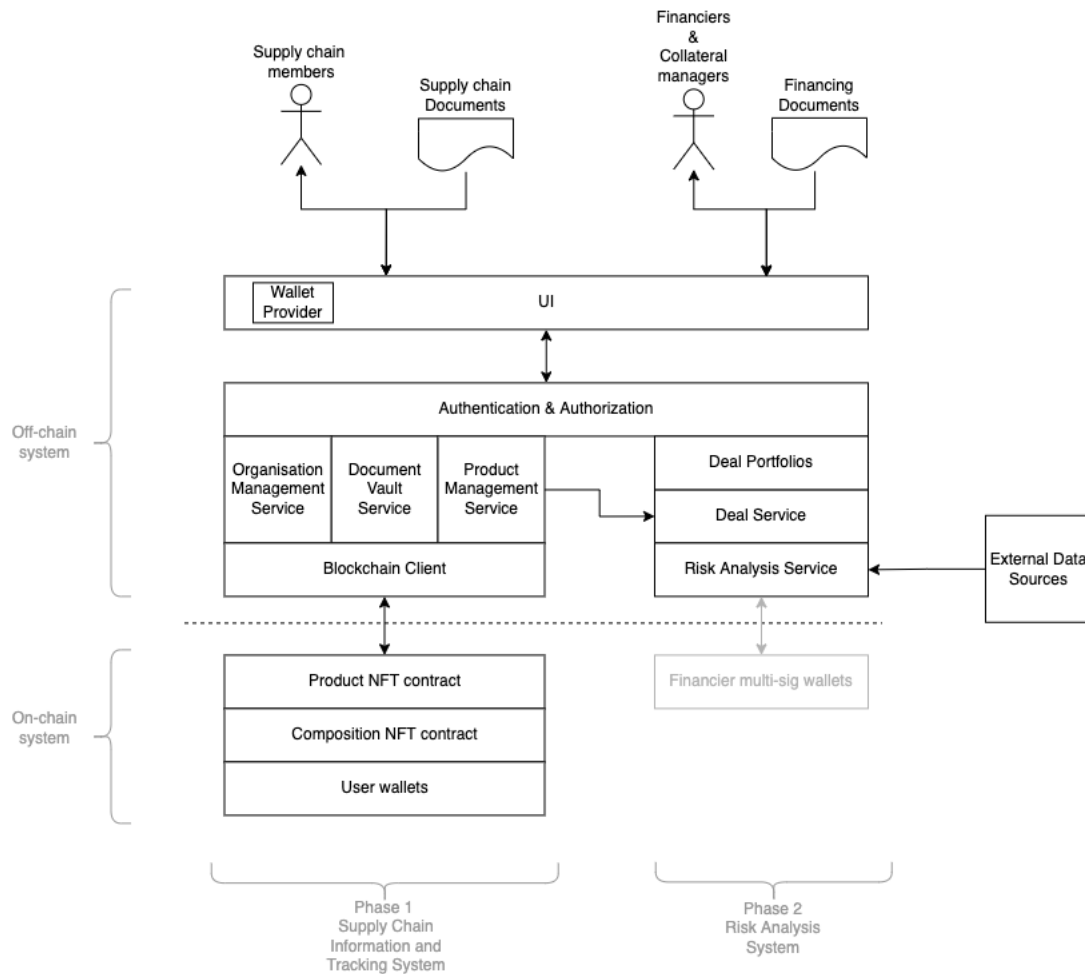 Supply chain
members
Supply chain
Documents
Financiers
&
Collateral
managers
Financing
Documents
Wallet
Provider
UI
Off-chain
system
Authentication & Authorization
Organisation
Management
Service
Document
Vault
Service
Product
Management
Service
Deal Portfolios
Deal Service
Blockchain Client
Risk Analysis Service
External Data
Sources
On-chain
system
Product NFT contract
Composition NFT contract
User wallets
Financier multi-sig wallets
Phase 1
Supply Chain
Information and
Tracking System
Phase 2
Risk Analysis
System